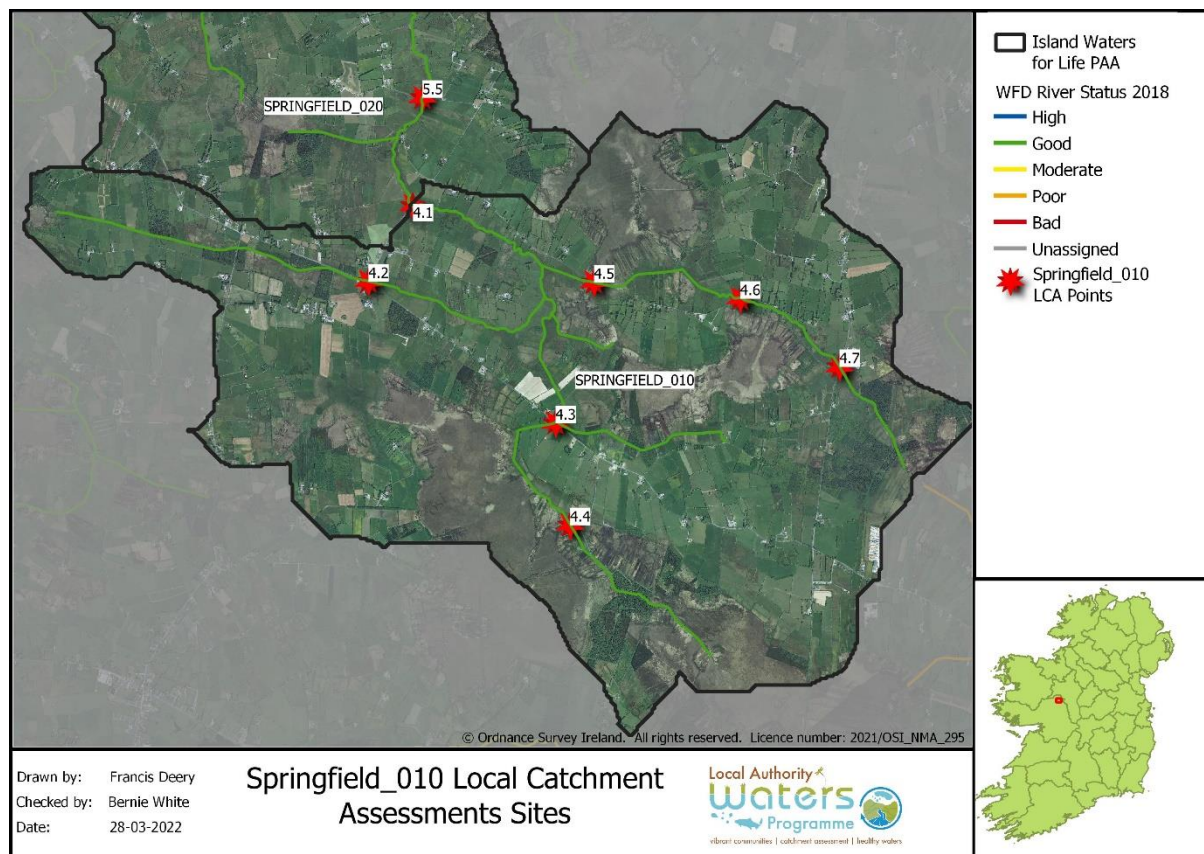 5.5
SPRINGFIELD_020
4.1
4.2
4.5
4.6
4.7
SPRINGFIELD_010
4.3
4.4
© Ordnance Survey Ireland. All rights reserved. Licence number: 2021/OSI_NMA_295
Island Waters
for Life PAA
WFD River Status 2018
High
Good
Moderate
Poor
Bad
Unassigned
Springfield_010
LCA Points
Drawn by: Francis Deery
Checked by: Bernie White
Date: 28-03-2022
Springfield_010 Local Catchment
Assessments Sites
Local Authority
Waters
Programme
vibrant communities | catchment assessment | healthy waters